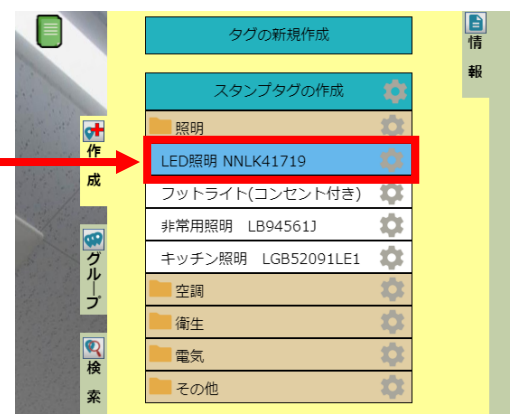 タグの新規作成
スタンプタグの作成
照明
LED照明 NNLK41719
フットライト(コンセント付き)
非常用照明　LB94561J
キッチン照明　LGB52091LE1
空調
衛生
電気
その他
作成
グループ
検索
情報